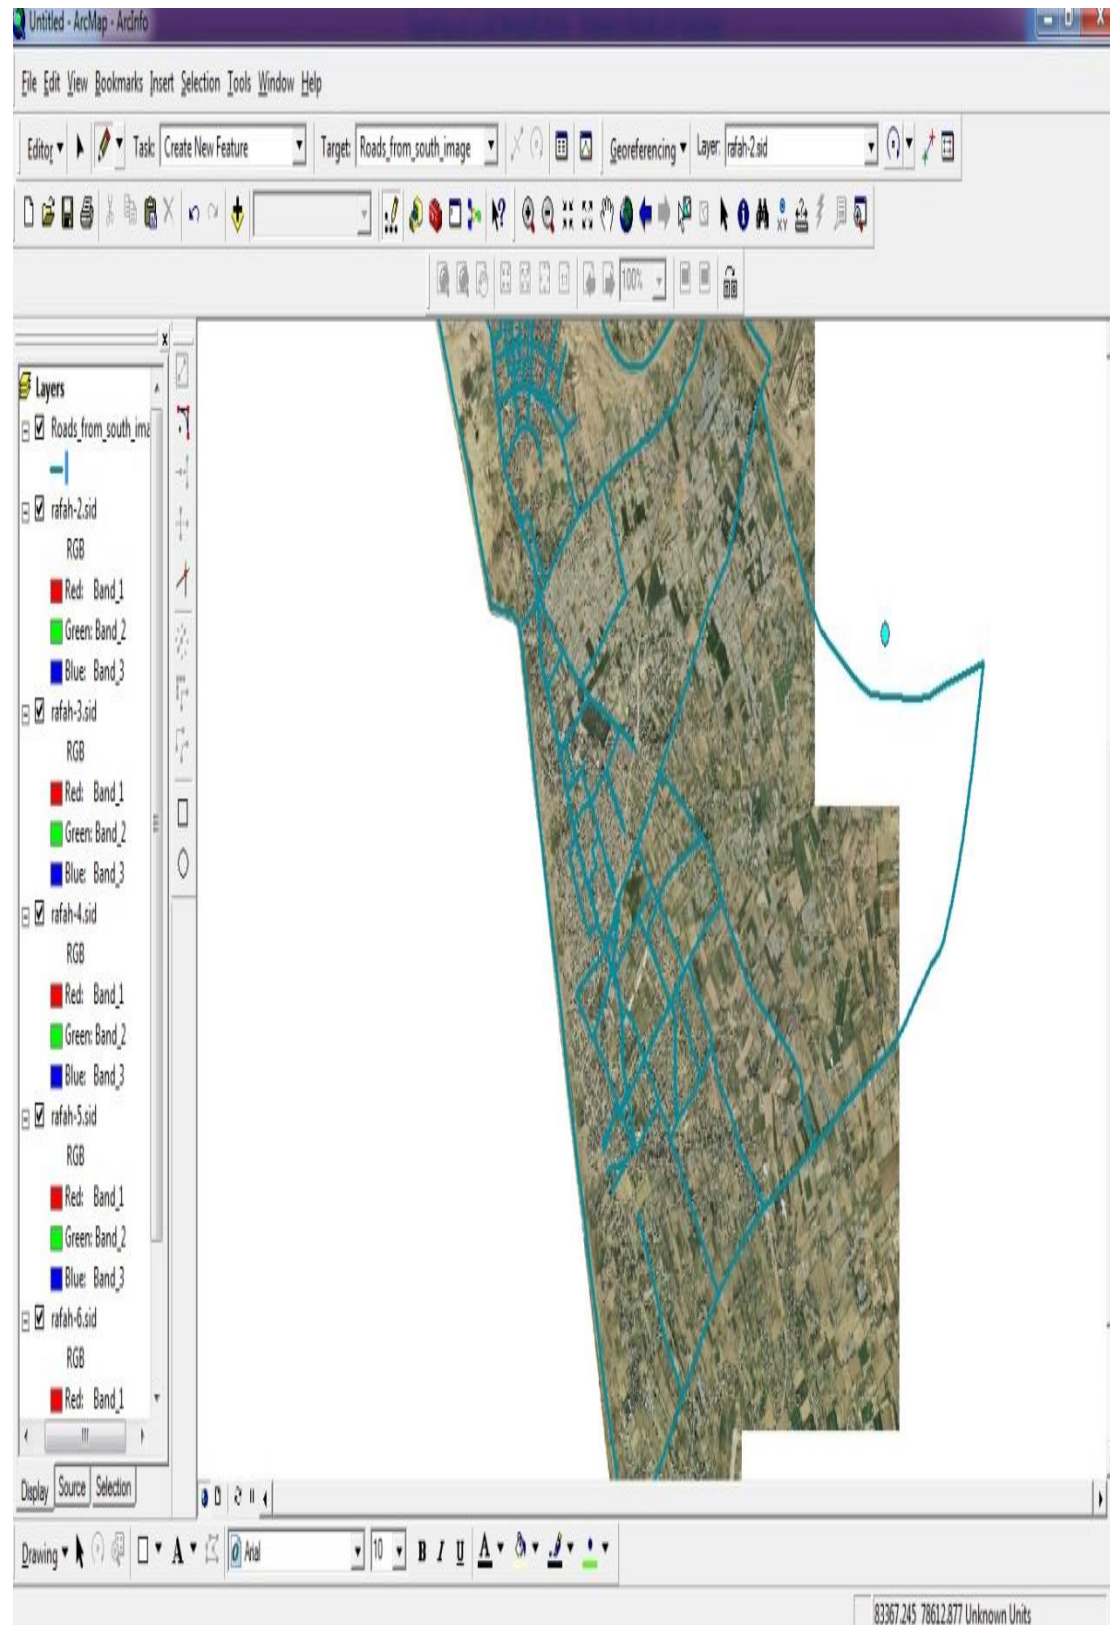 Untitled - ArcMap - ArcInfo
File Edit View Bookmarks Insert Selection Tools Window Help
Editor Task: Create New Feature Target: Roads_from_south_image Georeferencing Layer: rafah-2.sid
100%
Layers
Roads_from_south_ima
rafah-2.sid
RGB
Red: Band_1
Green: Band_2
Blue: Band_3
rafah-3.sid
RGB
Red: Band_1
Green: Band_2
Blue: Band_3
rafah-4.sid
RGB
Red: Band_1
Green: Band_2
Blue: Band_3
rafah-5.sid
RGB
Red: Band_1
Green: Band_2
Blue: Band_3
rafah-6.sid
RGB
Red: Band_1
Display Source Selection
Drawing A Arial 10 B I U A
83367.245 78612.877 Unknown Units